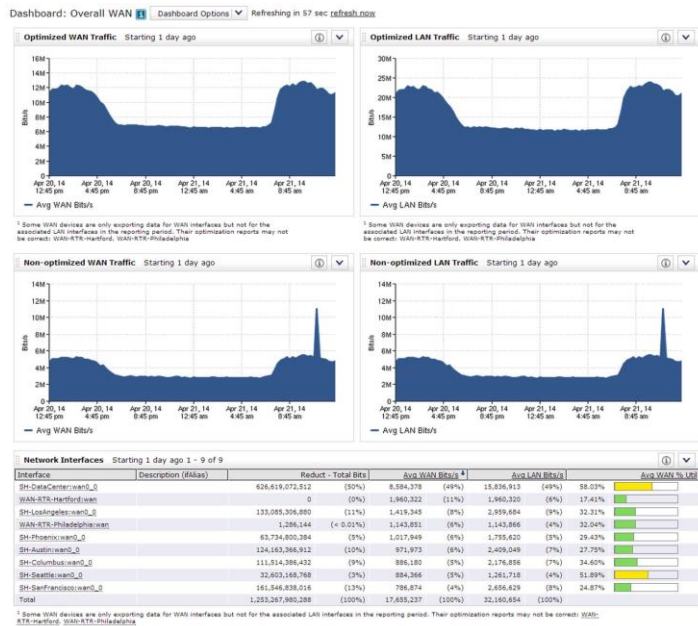 Dashboard: Overall WAN Dashboard Options Refreshing in 57 sec refresh now
Optimized WAN Traffic Starting 1 day ago
16M
14M
12M
10M
8M
6M
4M
2M
0
Bits/s
Apr 20, 14 12:45 pm
Apr 20, 14 4:45 pm
Apr 20, 14 8:45 pm
Apr 21, 14 12:45 am
Apr 21, 14 4:45 am
Apr 21, 14 8:45 am
Avg WAN Bits/s
¹ Some WAN devices are only exporting data for WAN interfaces but not for the
associated LAN interfaces in the reporting period. Their optimization reports may not
be correct: WAN-RTR-Hartford, WAN-RTR-Philadelphia
Optimized LAN Traffic Starting 1 day ago
30M
25M
20M
15M
10M
5M
0
Bits/s
Apr 20, 14 12:45 pm
Apr 20, 14 4:45 pm
Apr 20, 14 8:45 pm
Apr 21, 14 12:45 am
Apr 21, 14 4:45 am
Apr 21, 14 8:45 am
Avg LAN Bits/s
¹ Some WAN devices are only exporting data for WAN interfaces but not for the
associated LAN interfaces in the reporting period. Their optimization reports may not
be correct: WAN-RTR-Hartford, WAN-RTR-Philadelphia
Non-optimized WAN Traffic Starting 1 day ago
14M
12M
10M
8M
6M
4M
2M
0
Bits/s
Apr 20, 14 12:45 pm
Apr 20, 14 4:45 pm
Apr 20, 14 8:45 pm
Apr 21, 14 12:45 am
Apr 21, 14 4:45 am
Apr 21, 14 8:45 am
Avg WAN Bits/s
Non-optimized LAN Traffic Starting 1 day ago
14M
12M
10M
8M
6M
4M
2M
0
Bits/s
Apr 20, 14 12:45 pm
Apr 20, 14 4:45 pm
Apr 20, 14 8:45 pm
Apr 21, 14 12:45 am
Apr 21, 14 4:45 am
Apr 21, 14 8:45 am
Avg LAN Bits/s
Network Interfaces Starting 1 day ago 1 - 9 of 9
Interface Description (ifAlias) Reduct - Total Bits Avg WAN Bits/s Avg LAN Bits/s Avg WAN % Util
SH-DataCenter:wan0_0 626,619,072,512 (50%) 8,584,378 (49%) 15,836,913 (49%) 58.03%
WAN-RTR-Hartford:wan 0 (0%) 1,960,322 (11%) 1,960,320 (6%) 17.41%
SH-LosAngeles:wan0_0 133,085,306,880 (11%) 1,419,345 (8%) 2,959,684 (9%) 32.31%
WAN-RTR-Philadelphia:wan 1,286,144 (< 0.01%) 1,143,851 (6%) 1,143,866 (4%) 32.04%
SH-Phoenix:wan0_0 63,734,800,384 (5%) 1,017,949 (6%) 1,755,620 (5%) 29.43%
SH-Austin:wan0_0 124,163,366,912 (10%) 971,973 (6%) 2,409,049 (7%) 27.75%
SH-Columbus:wan0_0 111,514,386,432 (9%) 886,180 (5%) 2,176,856 (7%) 34.60%
SH-Seattle:wan0_0 32,603,168,768 (3%) 884,366 (5%) 1,261,718 (4%) 51.89%
SH-SanFrancisco:wan0_0 161,546,838,016 (13%) 786,874 (4%) 2,656,629 (8%) 24.87%
Total 1,253,267,980,288 (100%) 17,655,237 (100%) 32,160,654 (100%)
¹ Some WAN devices are only exporting data for WAN interfaces but not for the associated LAN interfaces in the reporting period. Their optimization reports may not be correct: WAN-
RTR-Hartford, WAN-RTR-Philadelphia